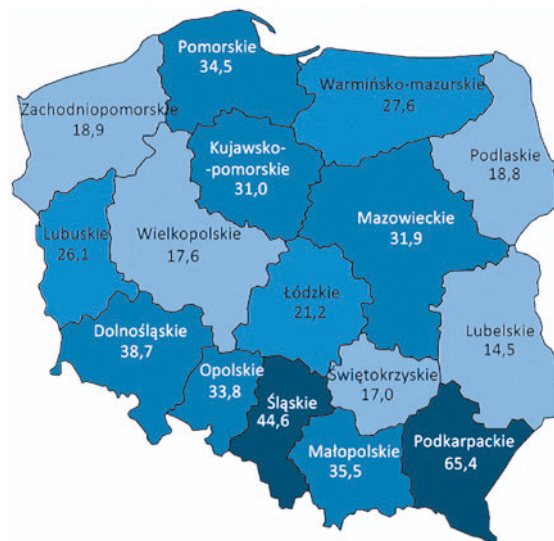 Pomorskie
34,5
Warmińsko-mazurskie
27,6
Zachodniopomorskie
18,9
Kujawsko-
-pomorskie
31,0
Podlaskie
18,8
Mazowieckie
31,9
Lubuskie
26,1
Wielkopolskie
17,6
Łódzkie
21,2
Lubelskie
14,5
Dolnośląskie
38,7
Opolskie
33,8
Śląskie
44,6
Świętokrzyskie
17,0
Małopolskie
35,5
Podkarpackie
65,4